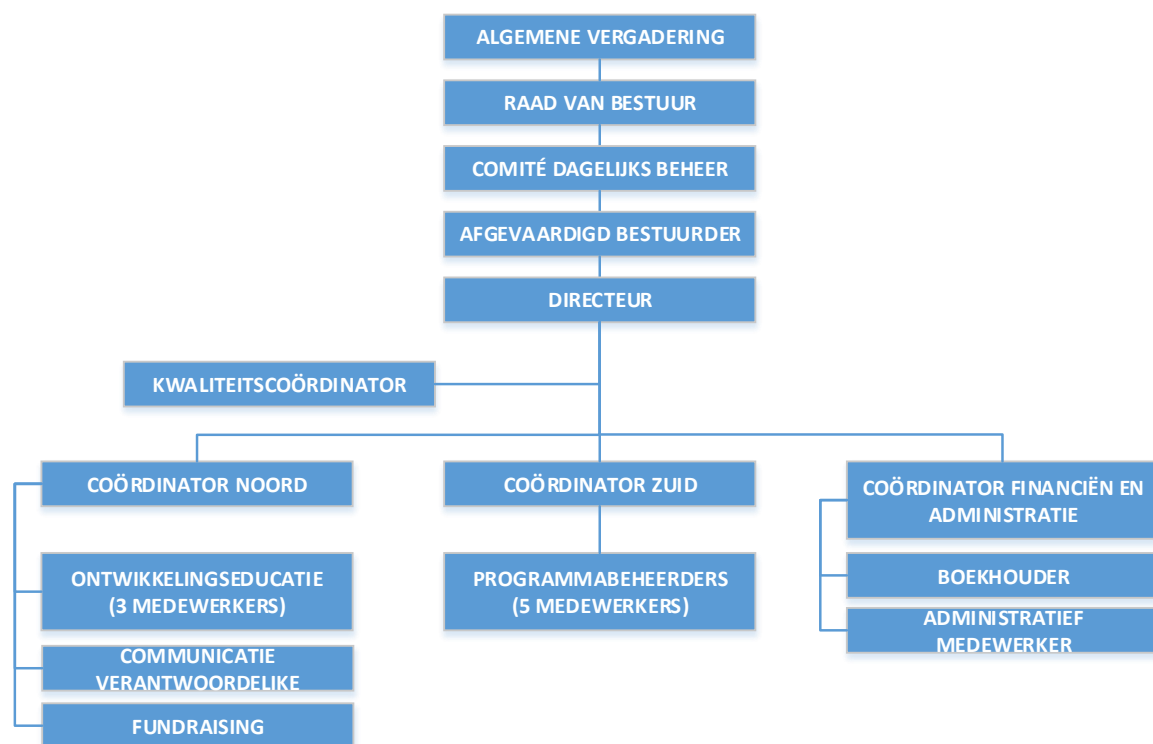 ALGEMENE VERGADERING
RAAD VAN BESTUUR
COMITÉ DAGELIJKS BEHEER
AFGEVAARDIGD BESTUURDER
DIRECTEUR
KWALITEITSCOÖRDINATOR
COÖRDINATOR NOORD
ONTWIKKELINGSEDUCATIE
(3 MEDEWERKERS)
COMMUNICATIE
VERANTWOORDELIKE
FUNDRAISING
COÖRDINATOR ZUID
PROGRAMMABEHEERDERS
(5 MEDEWERKERS)
COÖRDINATOR FINANCIËN EN
ADMINISTRATIE
BOEKHOUDER
ADMINISTRATIEF
MEDEWERKER